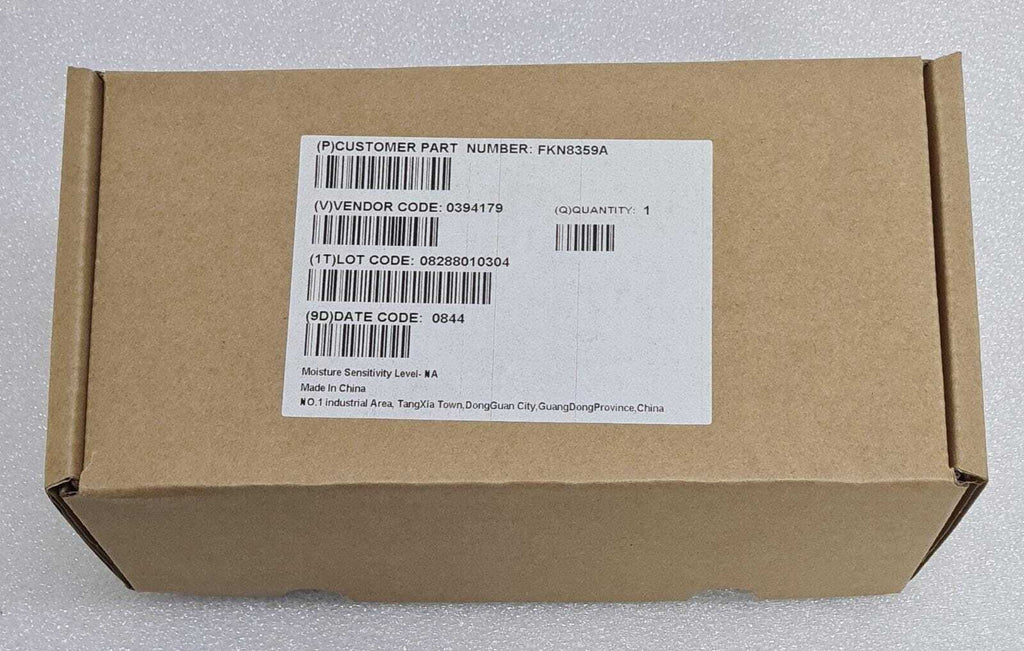 (P)CUSTOMER PART NUMBER: FKN8359A
(V)VENDOR CODE: 0394179
(Q)QUANTITY: 1
(1T)LOT CODE: 08288010304
(9D)DATE CODE: 0844
Moisture Sensitivity Level- NA
Made In China
NO.1 industrial Area, TangXia Town,DongGuan City,GuangDongProvince,China